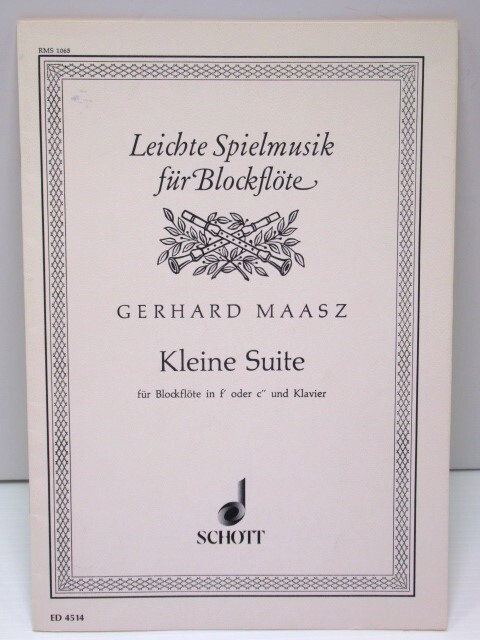 RMS 1068
Leichte Spielmusik
für Blockflöte
GERHARD MAASZ
Kleine Suite
für Blockflöte in f' oder c'' und Klavier
SCHOTT
ED 4514